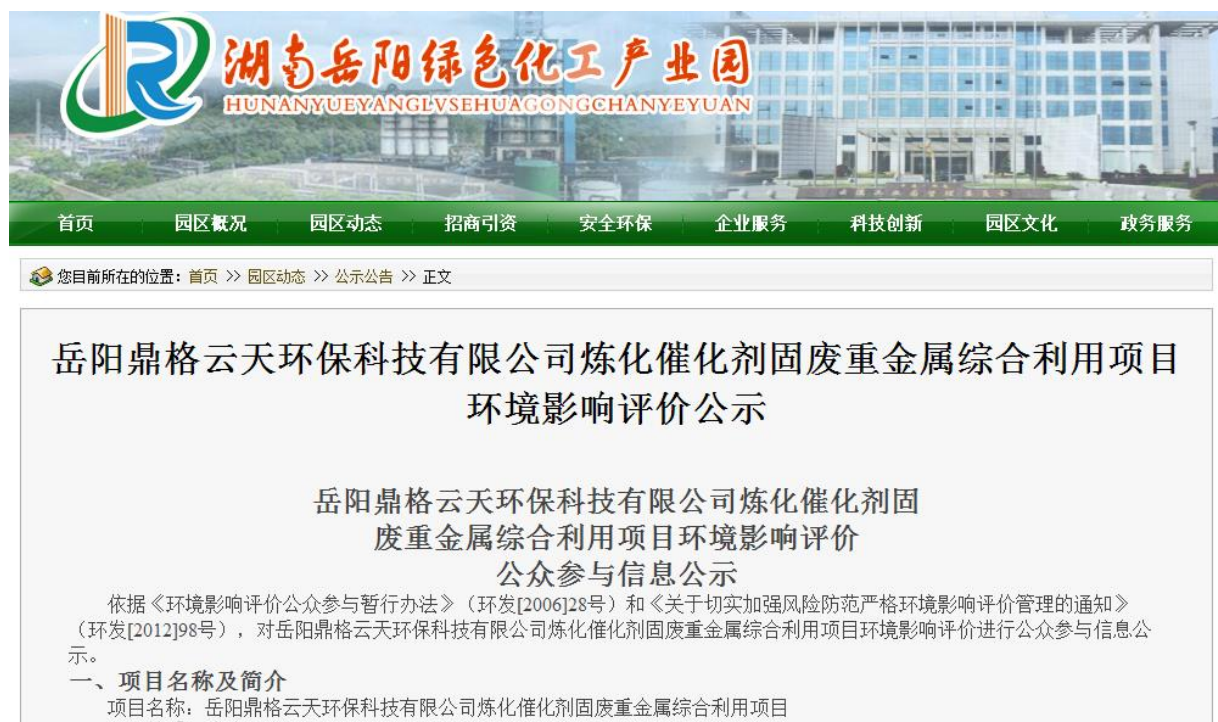 湖南岳阳绿色化工产业园
HUNANYUEYANGLVSEHUAGONGCHANYEYUAN
首页 园区概况 园区动态 招商引资 安全环保 企业服务 科技创新 园区文化 政务服务
您目前所在的位置：首页 >> 园区动态 >> 公示公告 >> 正文
岳阳鼎格云天环保科技有限公司炼化催化剂固废重金属综合利用项目
环境影响评价公示
岳阳鼎格云天环保科技有限公司炼化催化剂固
废重金属综合利用项目环境影响评价
公众参与信息公示
依据《环境影响评价公众参与暂行办法》（环发[2006]28号）和《关于切实加强风险防范严格环境影响评价管理的通知》
（环发[2012]98号），对岳阳鼎格云天环保科技有限公司炼化催化剂固废重金属综合利用项目环境影响评价进行公众参与信息公
示。
一、项目名称及简介
项目名称：岳阳鼎格云天环保科技有限公司炼化催化剂固废重金属综合利用项目